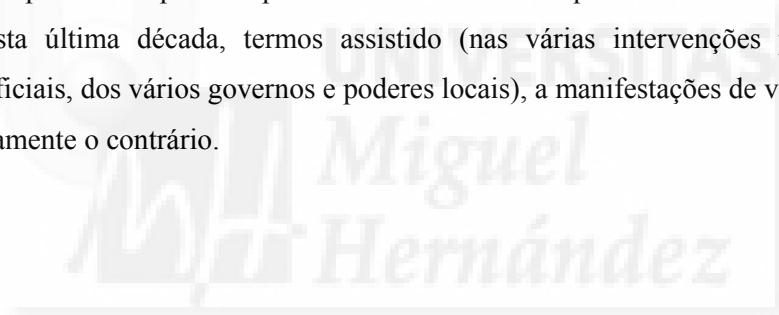 sta última década, termos assistido (nas várias intervenções
ficiais, dos vários governos e poderes locais), a manifestações de v
amente o contrário.
UNIVERSITAS
Miguel
Hernández